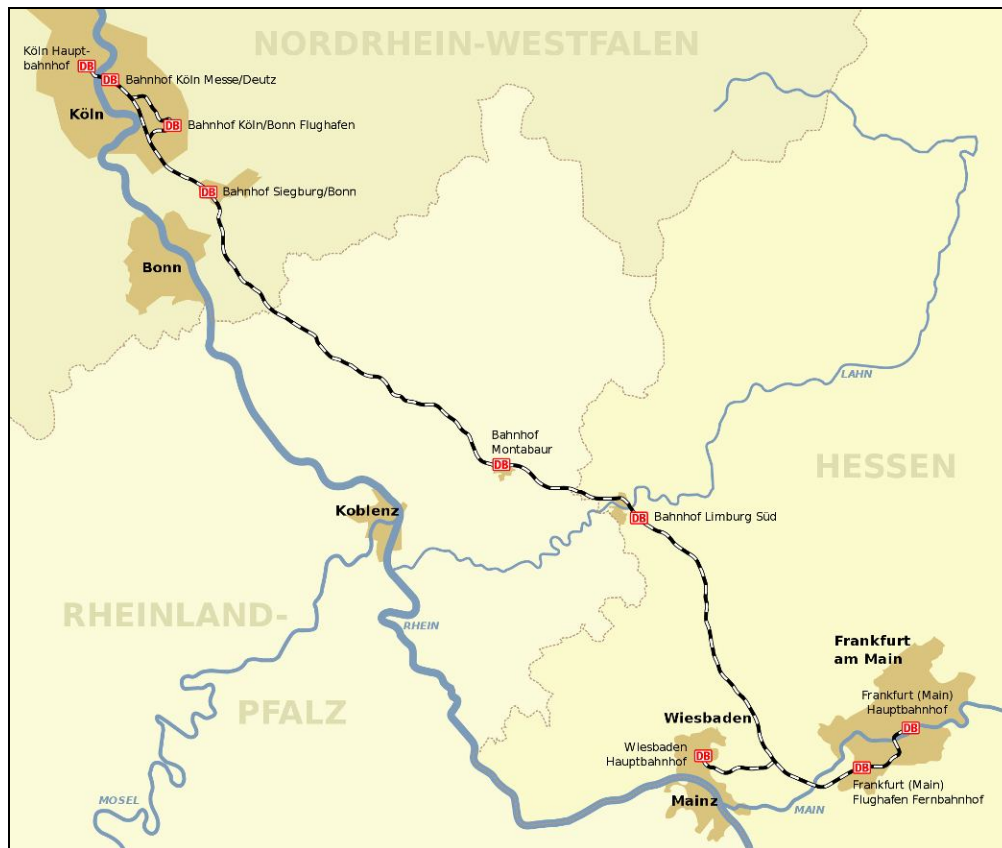 NORDRHEIN-WESTFALEN
Köln Haupt-
bahnhof
DB
DB
Bahnhof Köln Messe/Deutz
Köln
DB
Bahnhof Köln/Bonn Flughafen
DB
Bahnhof Siegburg/Bonn
Bonn
LAHN
Bahnhof
Montabaur
DB
HESSEN
Koblenz
DB
Bahnhof Limburg Süd
RHEINLAND-
RHEIN
Frankfurt
am Main
Frankfurt (Main)
Hauptbahnhof
DB
PFALZ
Wiesbaden
Wiesbaden
Hauptbahnhof
DB
DB
Frankfurt (Main)
Flughafen Fernbahnhof
MOSEL
Mainz
MAIN